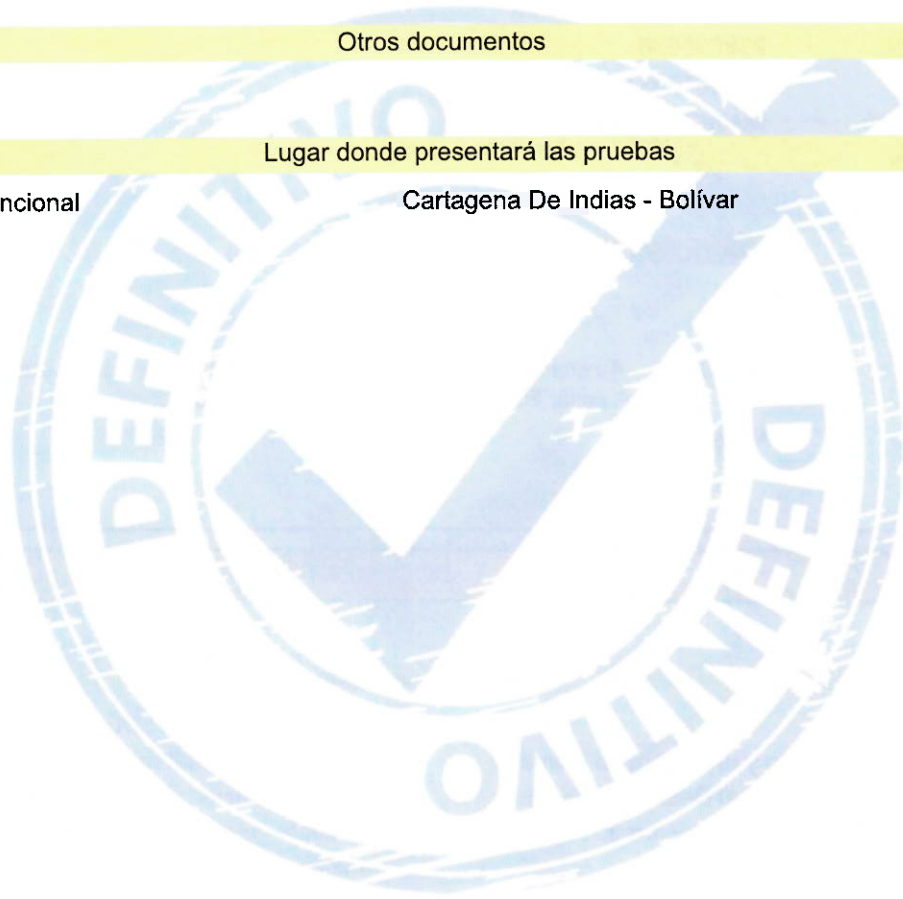 Otros documentos
Lugar donde presentará las pruebas
ncional Cartagena De Indias - Bolívar
DEFINITIVO
DEFINITIVO